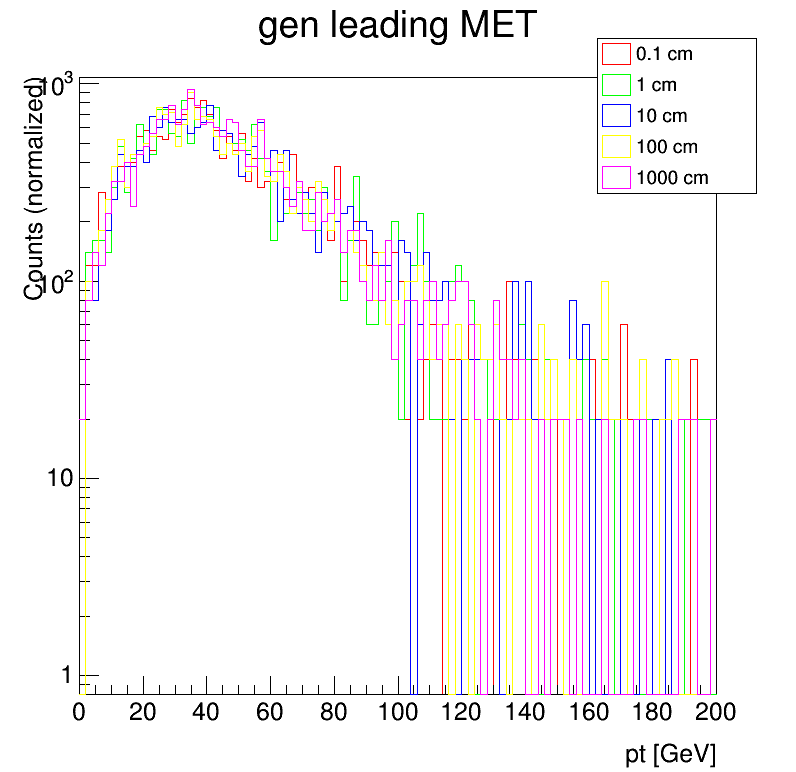 gen leading MET
0.1 cm
1 cm
10 cm
100 cm
1000 cm
Counts (normalized)
10³
10²
10
1
0 20 40 60 80 100 120 140 160 180 200
pt [GeV]